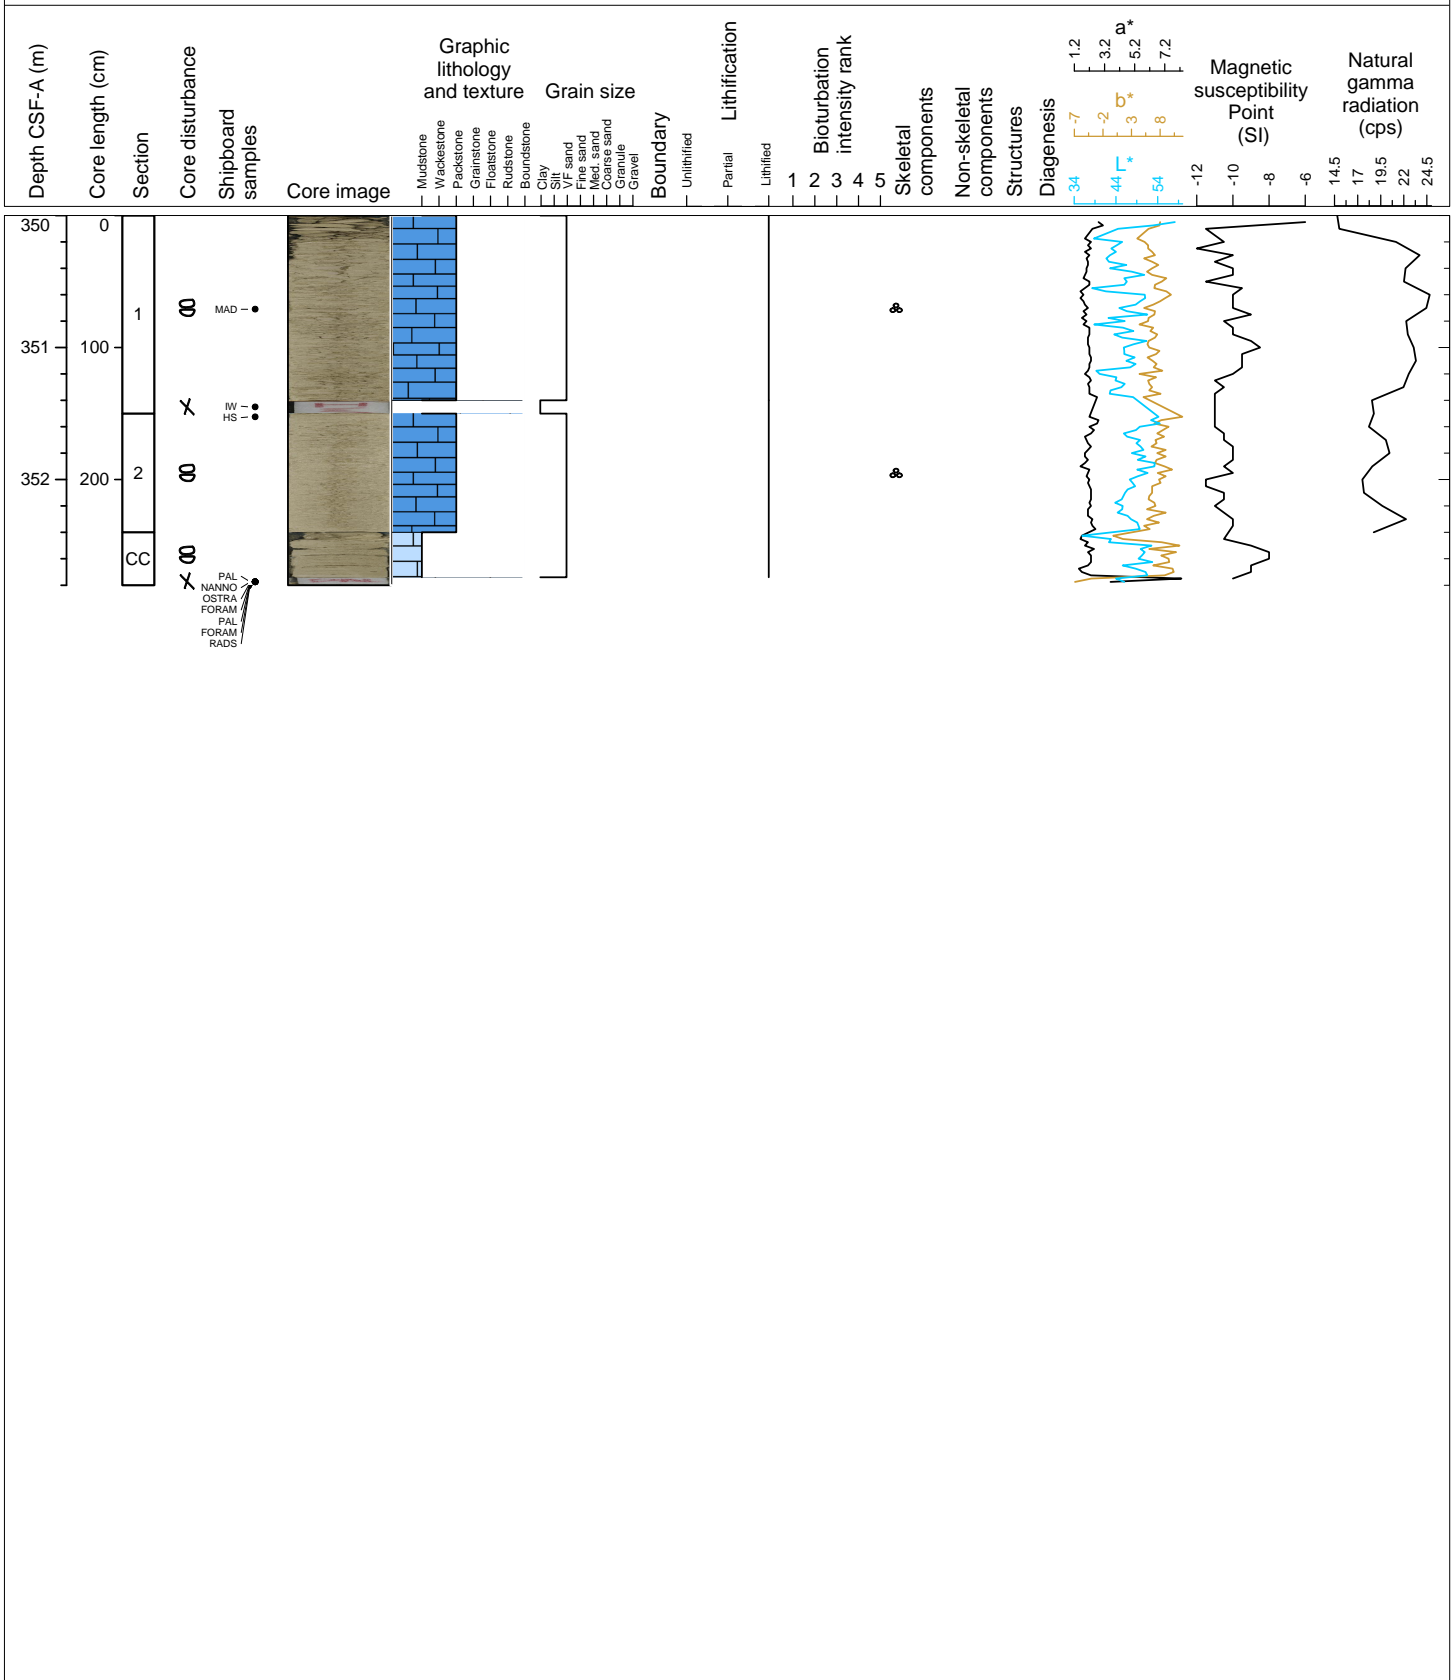 Depth CSF-A (m)
Core length (cm)
Section
Core disturbance
Shipboard
samples
Core image
Graphic
lithology
and texture
Mudstone
Wackestone
Packstone
Grainstone
Floatstone
Rudstone
Boundstone
Grain size
Clay
Silt
VF sand
Fine sand
Med. sand
Coarse sand
Granule
Gravel
Boundary
Lithification
Unlithified
Partial
Lithified
Bioturbation
intensity rank
1 2 3 4 5
Skeletal
components
Non-skeletal
components
Structures
Diagenesis
a*
1.2 3.2 5.2 7.2
b*
-7 -2 3 8
L*
34 44 54
Magnetic
susceptibility
Point
(SI)
-12 -10 -8 -6
Natural
gamma
radiation
(cps)
14.5 17 19.5 22 24.5
350 0
1
MAD
351 100
IW
HS
2
352 200
CC
PAL
NANNO
OSTRA
FORAM
PAL
FORAM
RADS